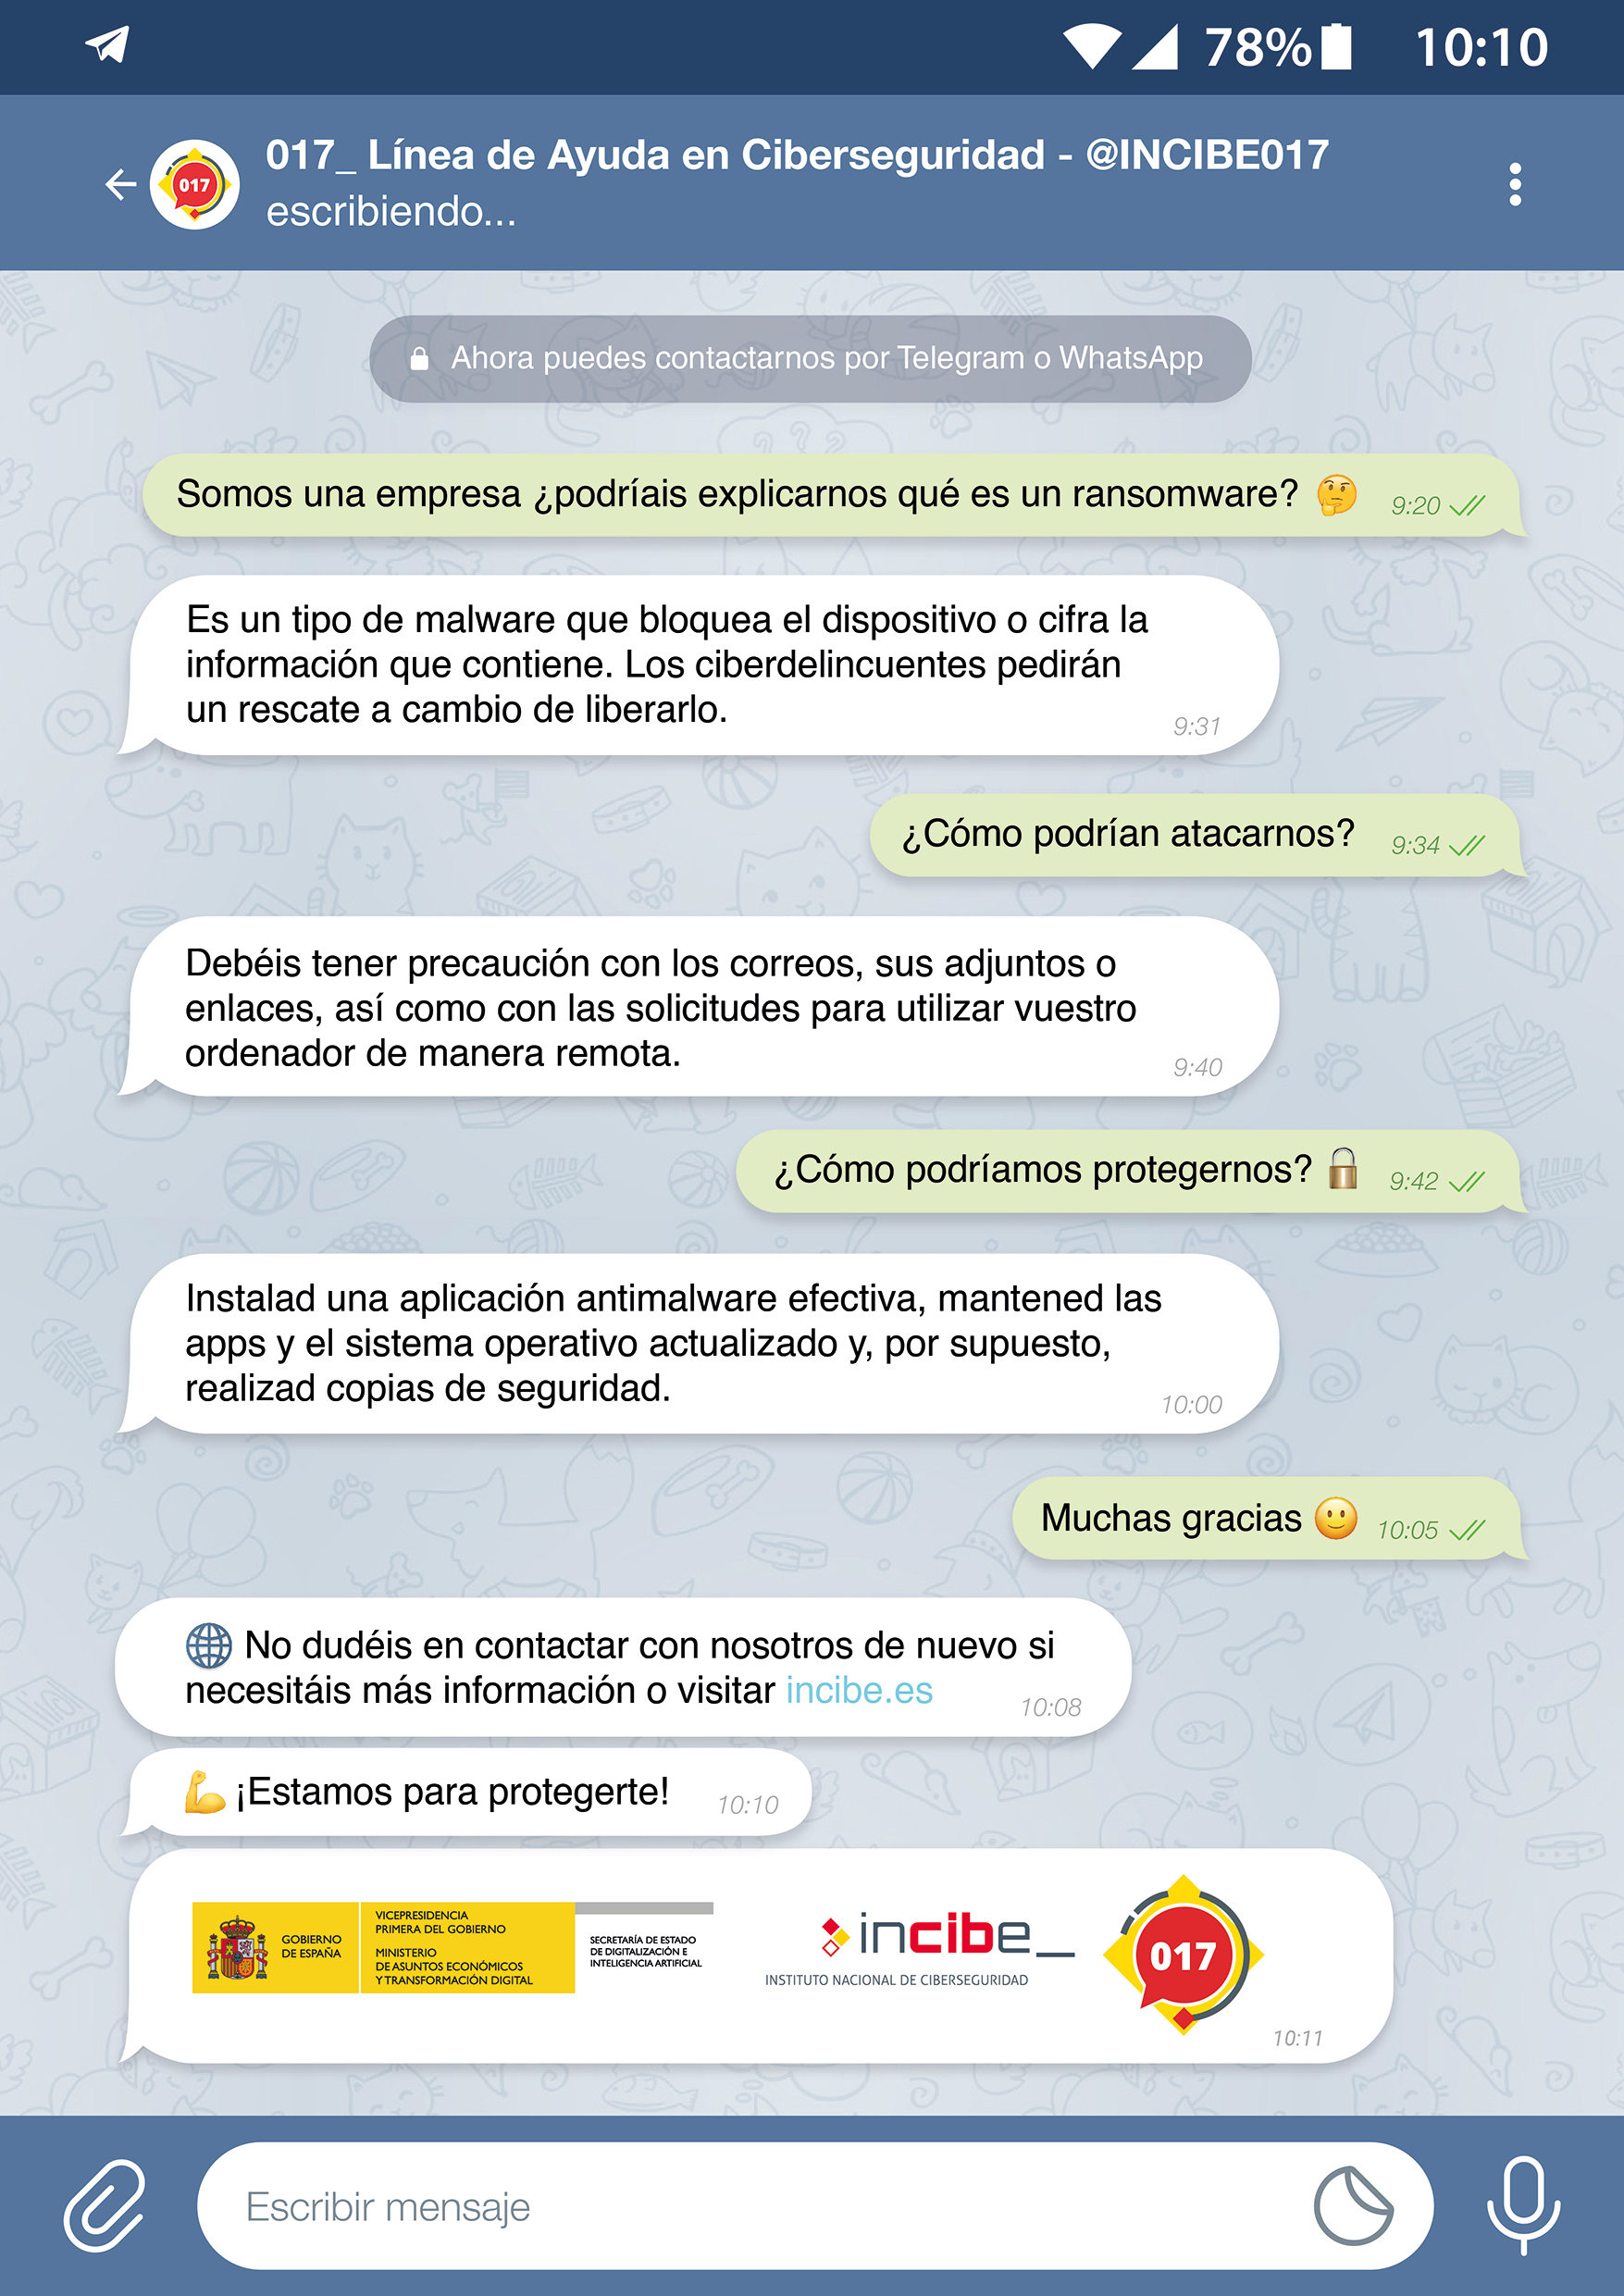 78% 10:10
017_ Línea de Ayuda en Ciberseguridad - @INCIBE017
escribiendo...
Ahora puedes contactarnos por Telegram o WhatsApp
Somos una empresa ¿podríais explicarnos qué es un ransomware? 🤔 9:20
Es un tipo de malware que bloquea el dispositivo o cifra la
información que contiene. Los ciberdelincuentes pedirán
un rescate a cambio de liberarlo.
9:31
¿Cómo podrían atacarnos? 9:34
Debéis tener precaución con los correos, sus adjuntos o
enlaces, así como con las solicitudes para utilizar vuestro
ordenador de manera remota.
9:40
¿Cómo podríamos protegernos? 🔒 9:42
Instalad una aplicación antimalware efectiva, mantened las
apps y el sistema operativo actualizado y, por supuesto,
realizad copias de seguridad.
10:00
Muchas gracias 🙂 10:05
🌐 No dudéis en contactar con nosotros de nuevo si
necesitáis más información o visitar incibe.es
10:08
💪 ¡Estamos para protegerte! 10:10
GOBIERNO
DE ESPAÑA
VICEPRESIDENCIA
PRIMERA DEL GOBIERNO
MINISTERIO
DE ASUNTOS ECONÓMICOS
Y TRANSFORMACIÓN DIGITAL
SECRETARÍA DE ESTADO
DE DIGITALIZACIÓN E
INTELIGENCIA ARTIFICIAL
incibe_
INSTITUTO NACIONAL DE CIBERSEGURIDAD
017
10:11
Escribir mensaje